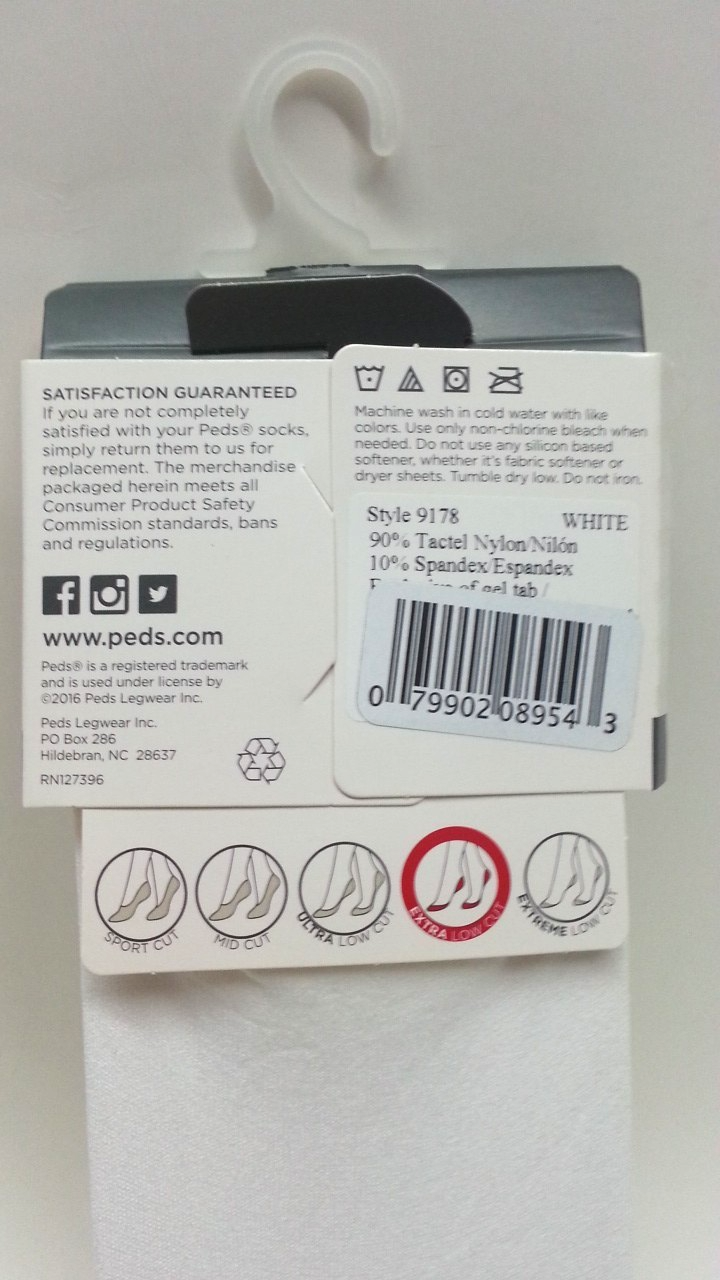 SATISFACTION GUARANTEED
If you are not completely
satisfied with your Peds® socks,
simply return them to us for
replacement. The merchandise
packaged herein meets all
Consumer Product Safety
Commission standards, bans
and regulations.
www.peds.com
Peds® is a registered trademark
and is used under license by
©2016 Peds Legwear Inc.
Peds Legwear Inc.
PO Box 286
Hildebran, NC 28637
RN127396
Machine wash in cold water with like
colors. Use only non-chlorine bleach when
needed. Do not use any silicon based
softener, whether it's fabric softener or
dryer sheets. Tumble dry low. Do not iron.
Style 9178 WHITE
90% Tactel Nylon/Nilón
10% Spandex/Espandex
of gel tab /
0 79902 08954 3
SPORT CUT
MID CUT
ULTRA LOW CUT
EXTRA LOW CUT
EXTREME LOW CUT